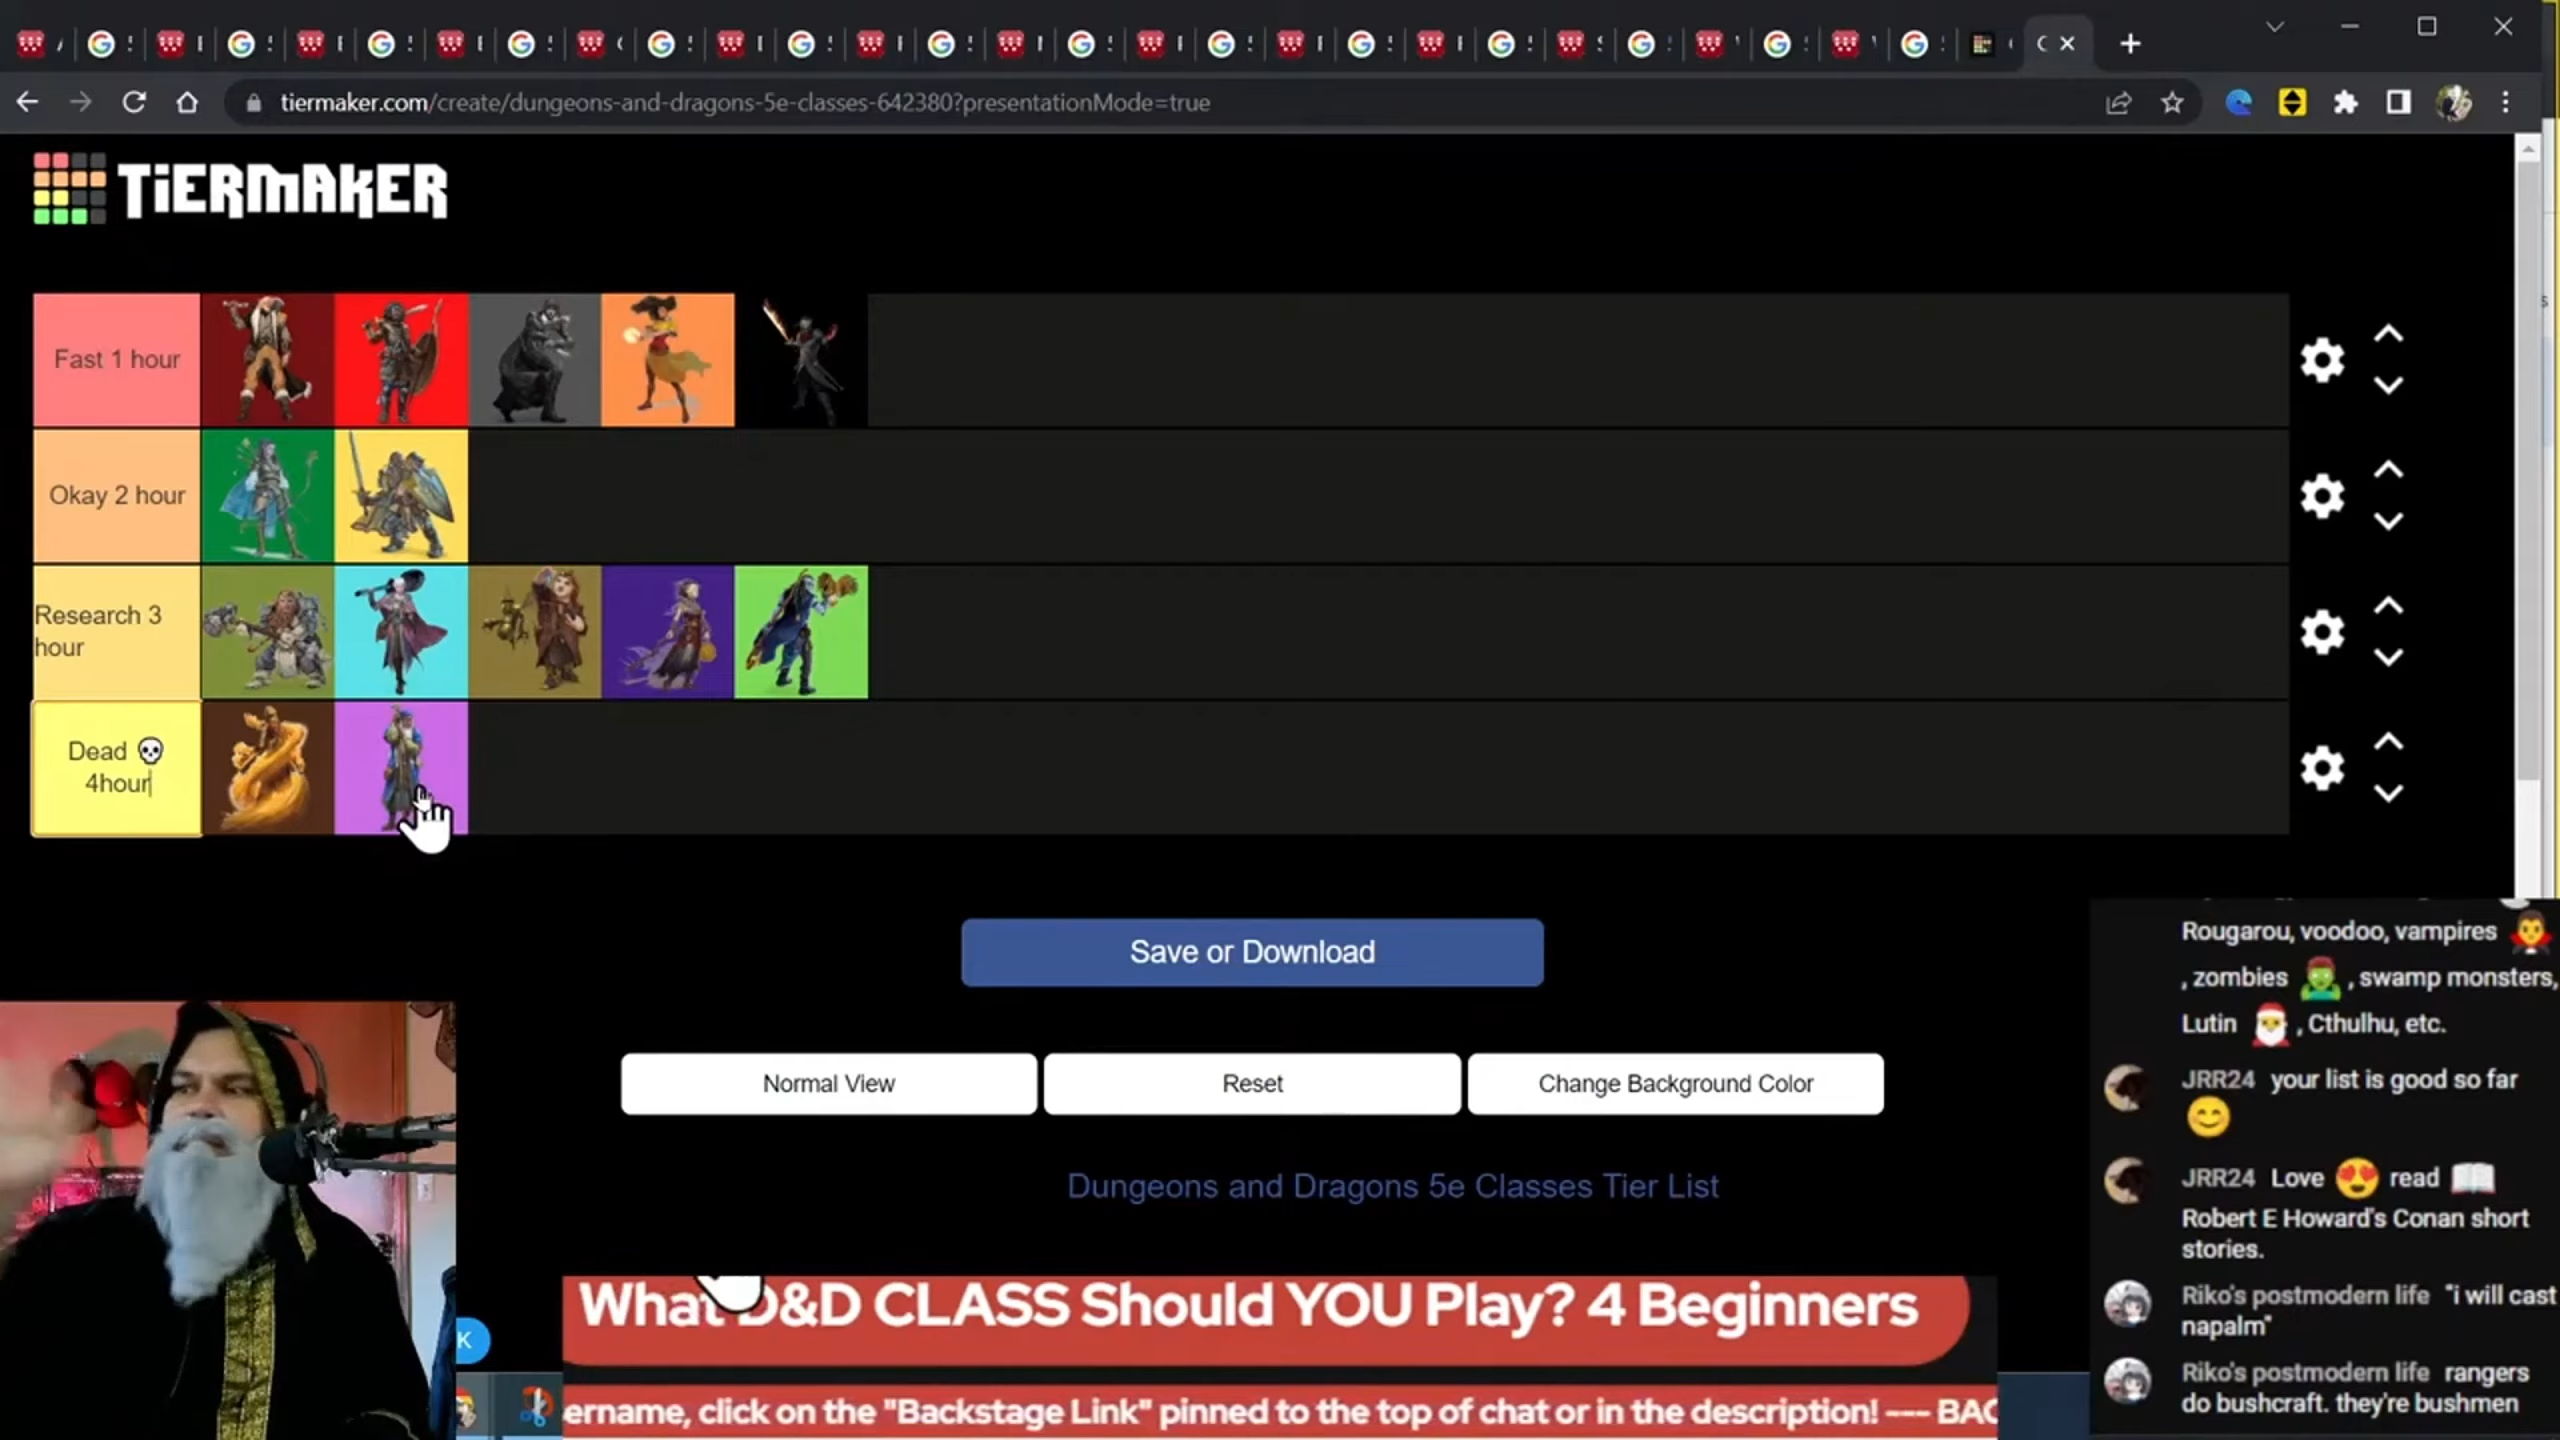 tiermaker.com/create/dungeons-and-dragons-5e-classes-642380?presentationMode=true
TiERMAKER
Fast 1 hour
Okay 2 hour
Research 3
hour
Dead 💀
4hour
Save or Download
Normal View
Reset
Change Background Color
Dungeons and Dragons 5e Classes Tier List
Rougarou, voodoo, vampires 🧛
, zombies 🧟, swamp monsters,
Lutin 🎅, Cthulhu, etc.
JRR24 your list is good so far
😊
JRR24 Love 😍 read 📖
Robert E Howard's Conan short
stories.
Riko's postmodern life "i will cast
napalm"
Riko's postmodern life rangers
do bushcraft. they're bushmen
K
What D&D CLASS Should YOU Play? 4 Beginners
ername, click on the "Backstage Link" pinned to the top of chat or in the description! --- BAC